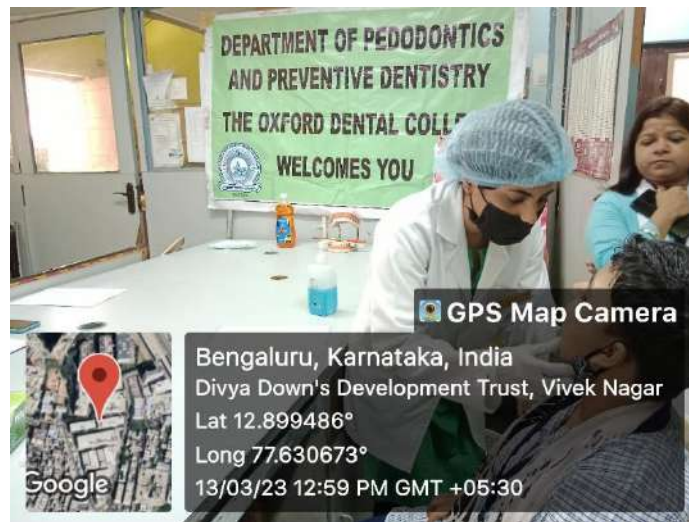 DEPARTMENT OF PEDODONTICS
AND PREVENTIVE DENTISTRY
THE OXFORD DENTAL COLL
WELCOMES YOU
GPS Map Camera
Bengaluru, Karnataka, India
Divya Down's Development Trust, Vivek Nagar
Lat 12.899486°
Long 77.630673°
13/03/23 12:59 PM GMT +05:30
Google